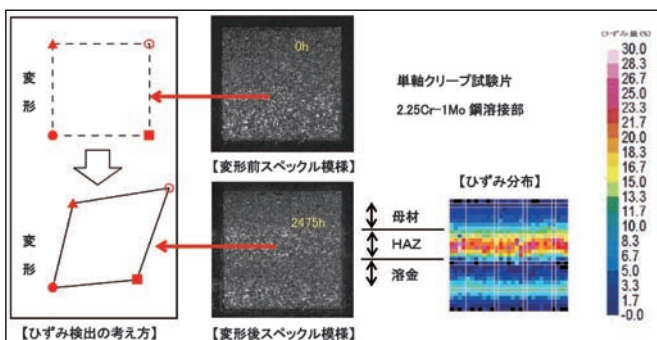 変
形
変
形
【ひずみ検出の考え方】
0h
【変形前スペックル模様】
2475h
【変形後スペックル模様】
単軸クリープ試験片
2.25Cr-1Mo 鋼溶接部
【ひずみ分布】
母材
HAZ
溶金
ひずみ量(%)
30.0
28.3
26.7
25.0
23.3
21.7
20.0
18.3
16.7
15.0
13.3
11.7
10.0
8.3
6.7
5.0
3.3
1.7
-0.0